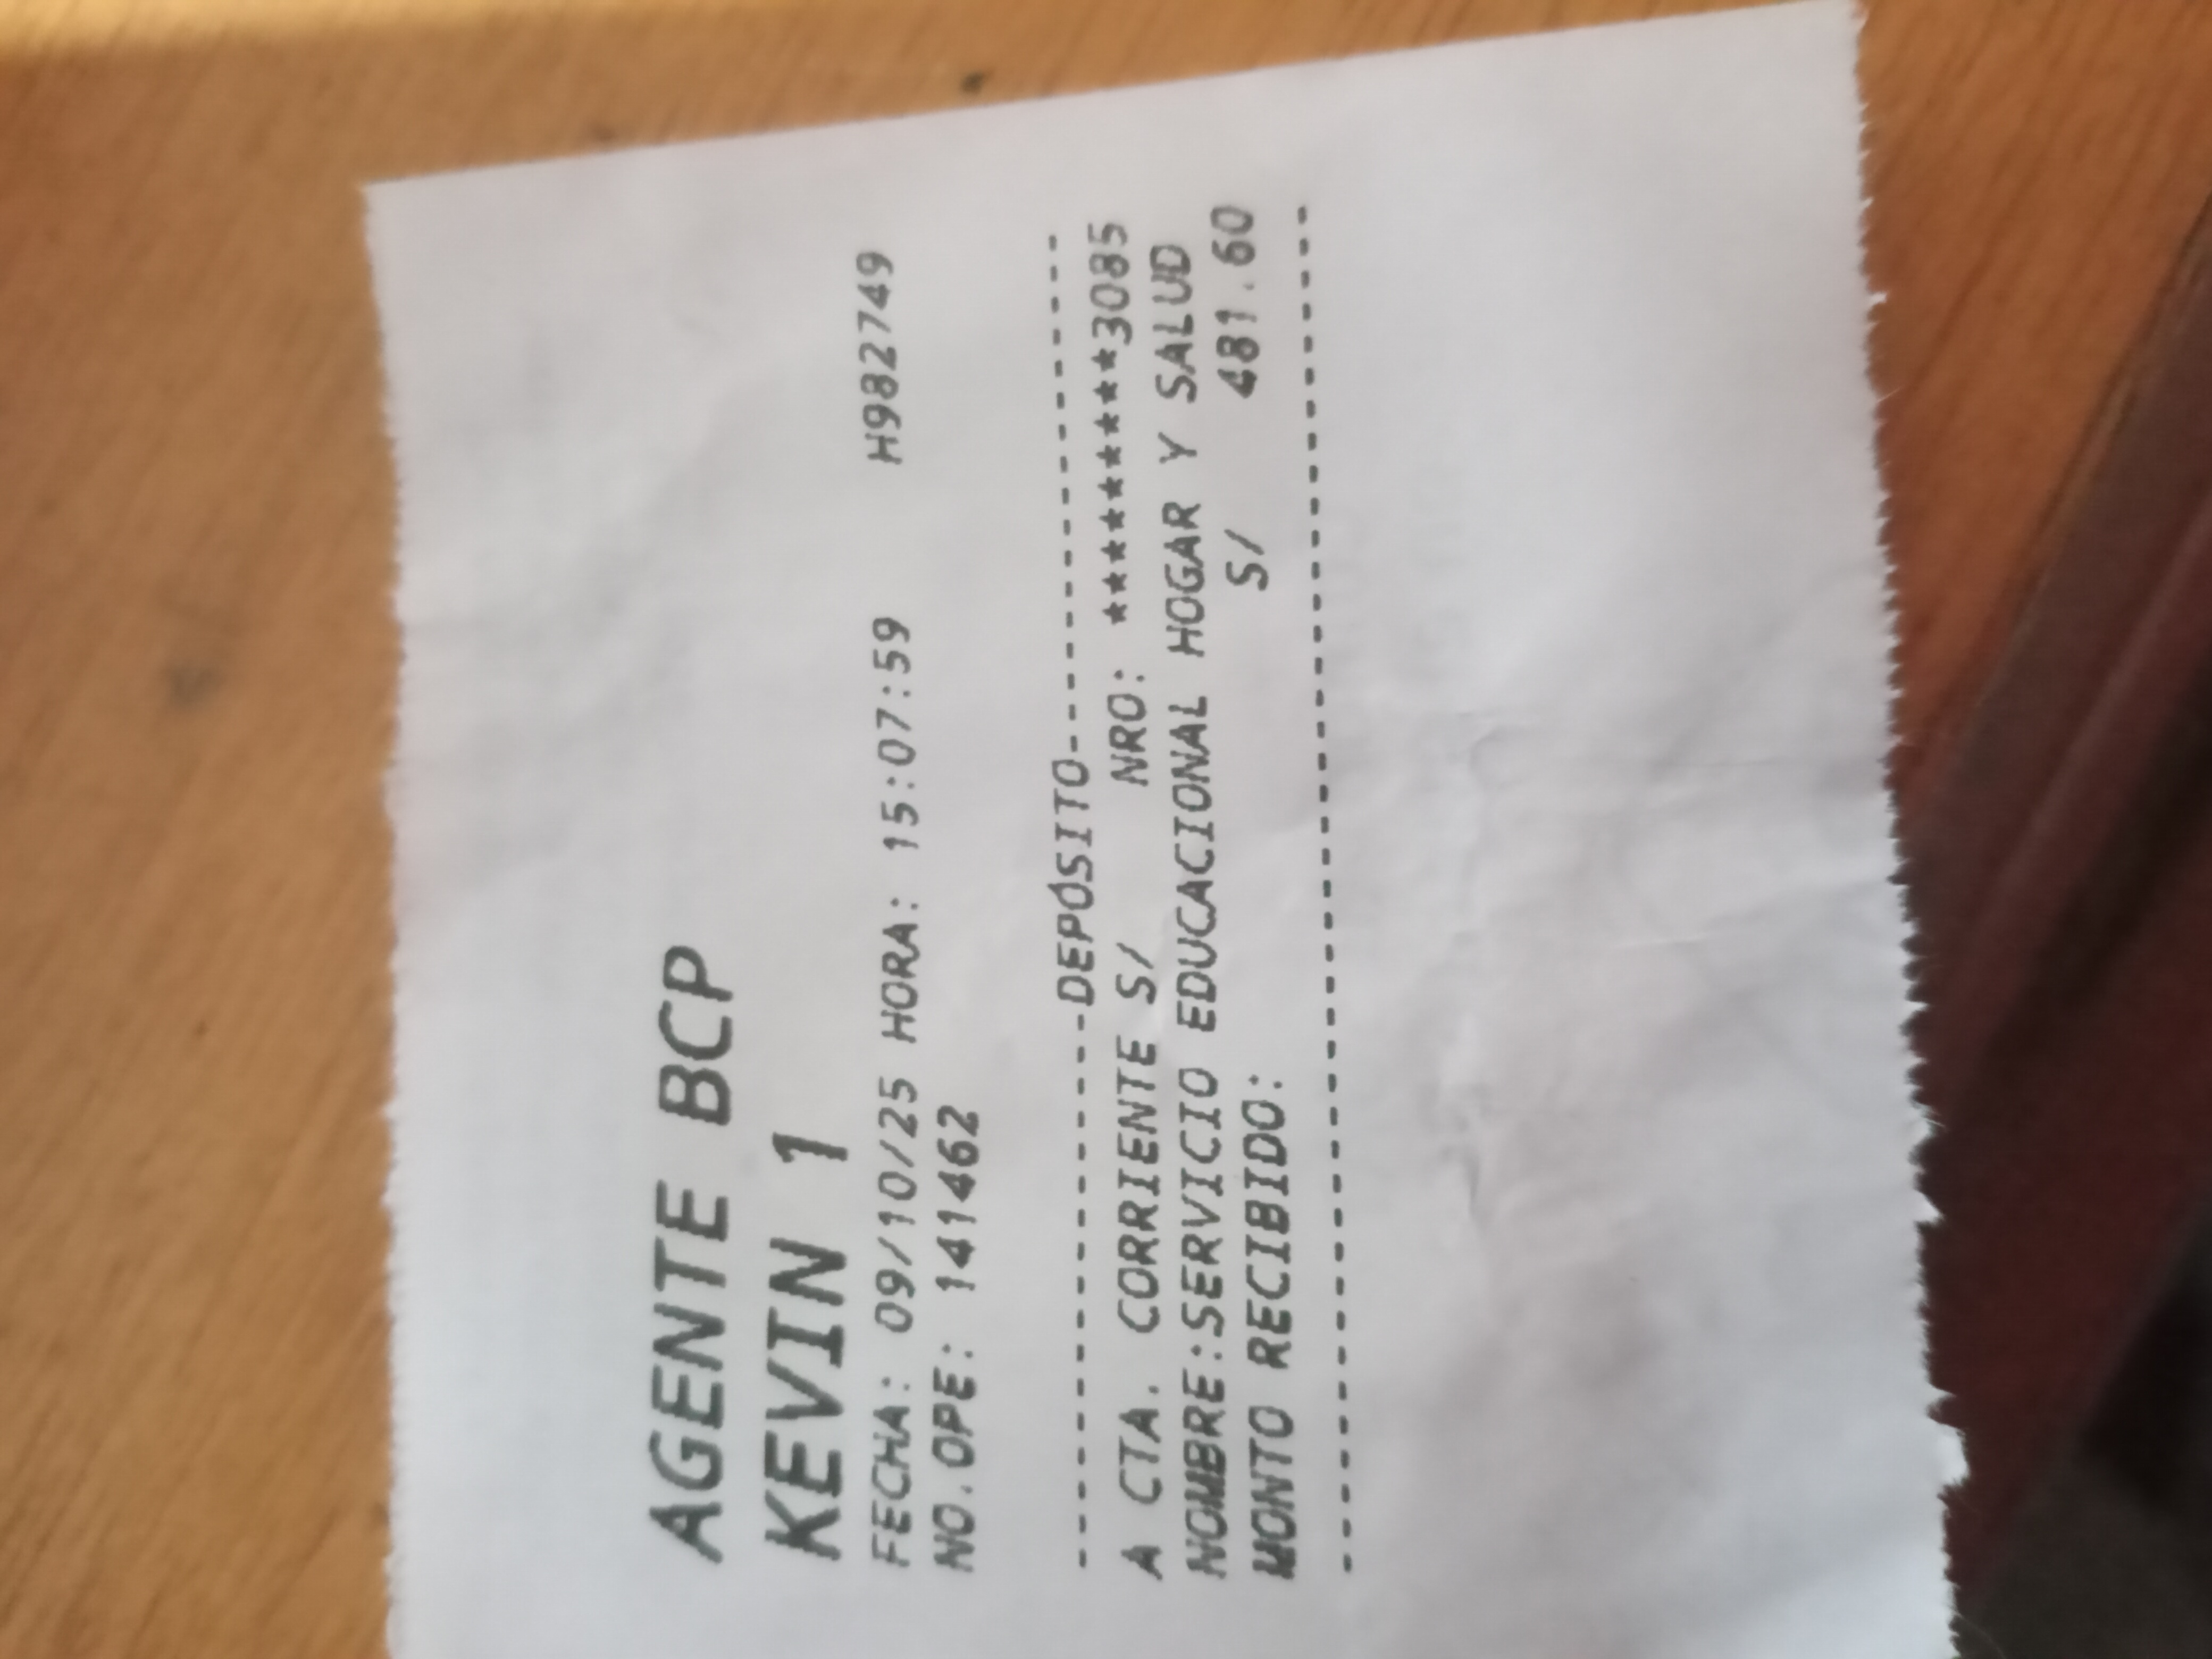 AGENTE BCP
KEVIN 1
FECHA: 09/10/25 HORA: 15:07:59 H982749
NO.OPE: 141462
------------------DEPÓSITO------------------
A CTA. CORRIENTE S/ NRO: *********3085
NOMBRE:SERVICIO EDUCACIONAL HOGAR Y SALUD
MONTO RECIBIDO: S/ 481.60
--------------------------------------------